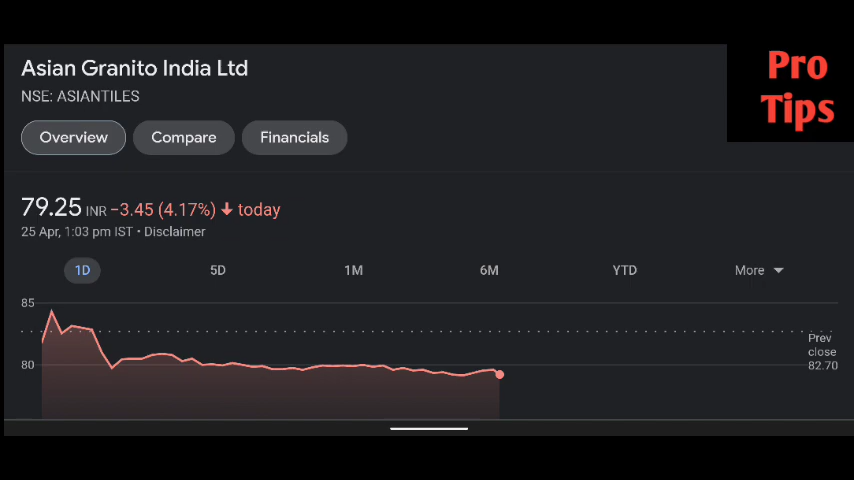 Asian Granito India Ltd
NSE: ASIANTILES
Pro
Tips
Overview Compare Financials
79.25 INR −3.45 (4.17%) ↓ today
25 Apr, 1:03 pm IST • Disclaimer
1D 5D 1M 6M YTD More
85
80
Prev
close
82.70